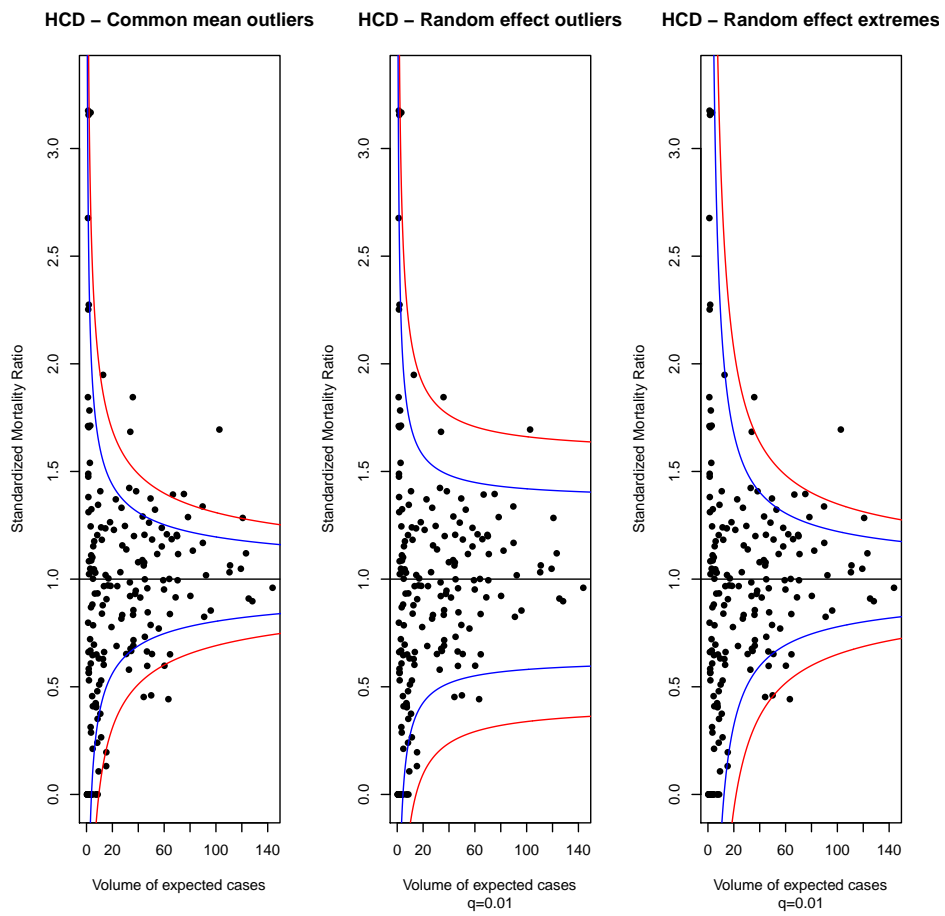 HCD − Common mean outliers
Standardized Mortality Ratio
3.0
2.5
2.0
1.5
1.0
0.5
0.0
0 20 60 100 140
Volume of expected cases
HCD − Random effect outliers
Standardized Mortality Ratio
3.0
2.5
2.0
1.5
1.0
0.5
0.0
0 20 60 100 140
Volume of expected cases
q=0.01
HCD − Random effect extremes
Standardized Mortality Ratio
3.0
2.5
2.0
1.5
1.0
0.5
0.0
0 20 60 100 140
Volume of expected cases
q=0.01